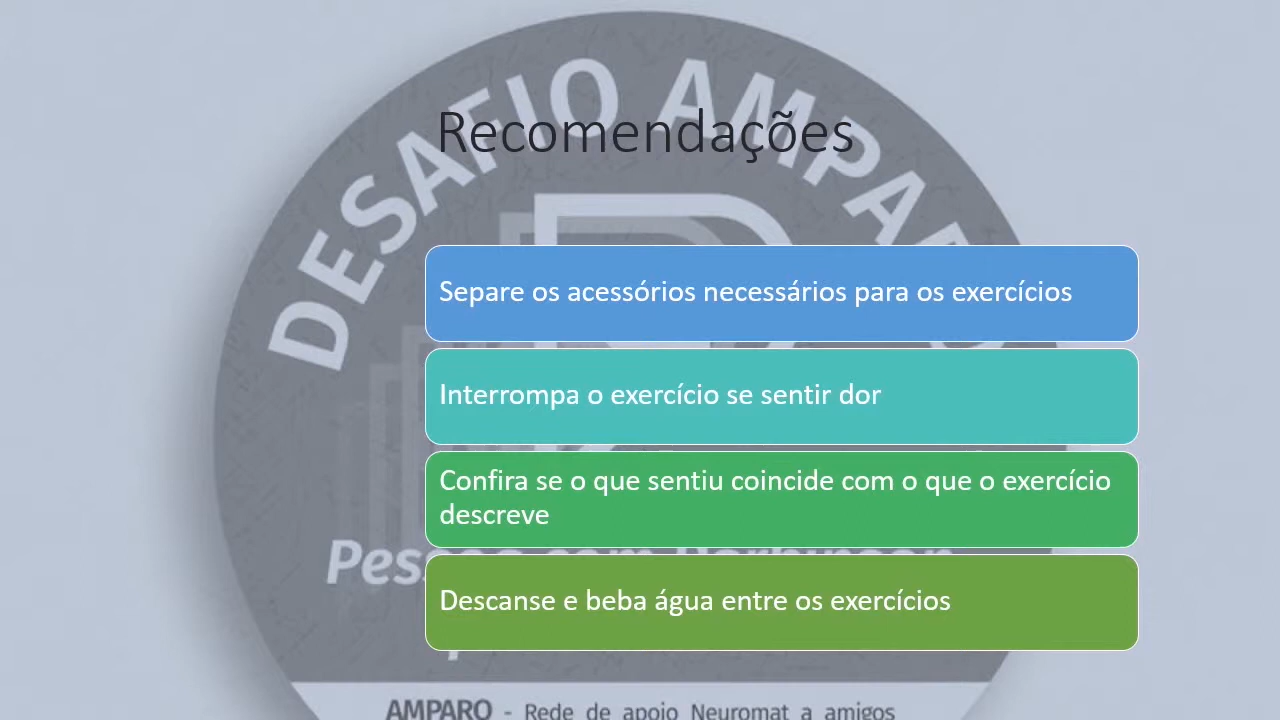 DESAFIO AMPARO
Recomendações
Separe os acessórios necessários para os exercícios
Interrompa o exercício se sentir dor
Confira se o que sentiu coincide com o que o exercício
descreve
Descanse e beba água entre os exercícios
AMPARO - Rede de apoio Neuromat a amigos